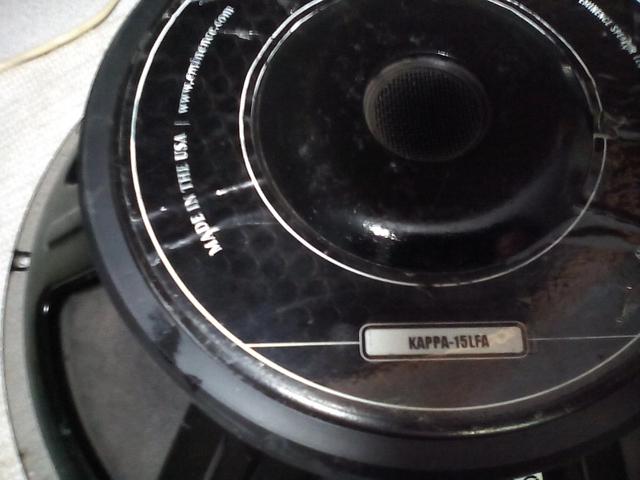 MADE IN THE USA | www.eminence.com
KAPPA-15LFA